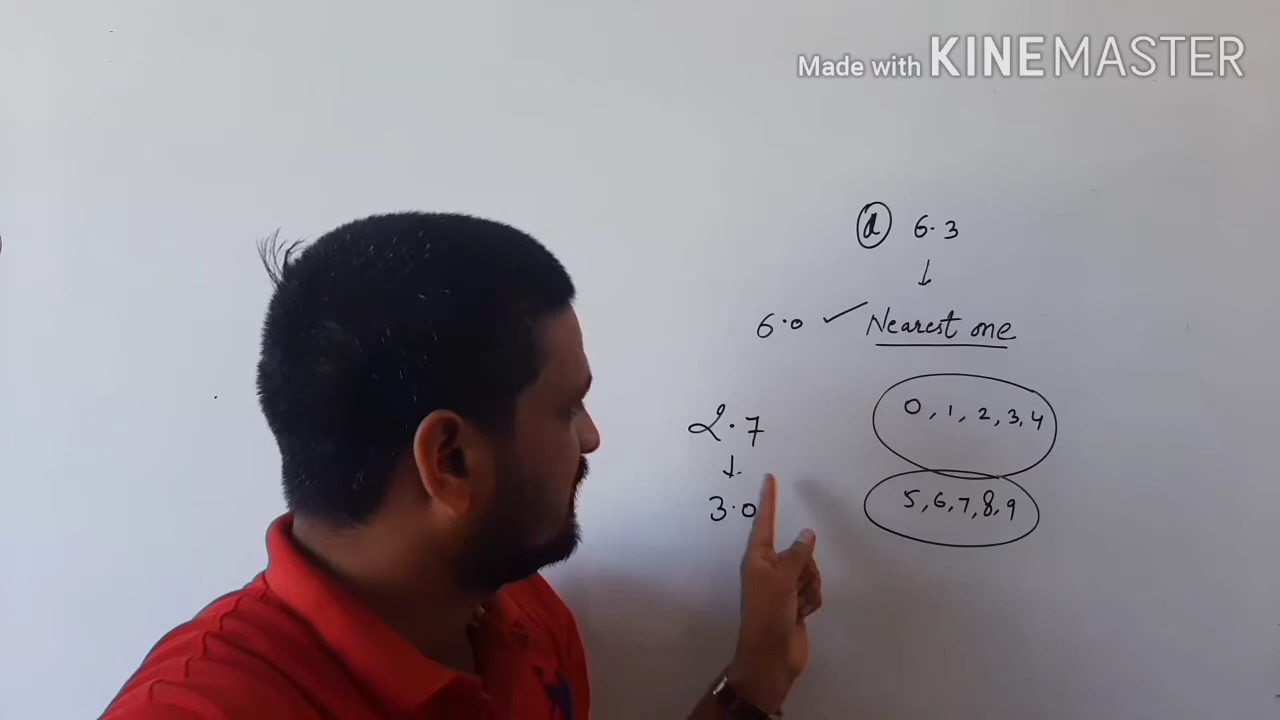 Made with KINEMASTER
(a) 6.3
↓
6.0 ✓ Nearest one
0, 1, 2, 3, 4
2.7
↓
3.0
5, 6, 7, 8, 9